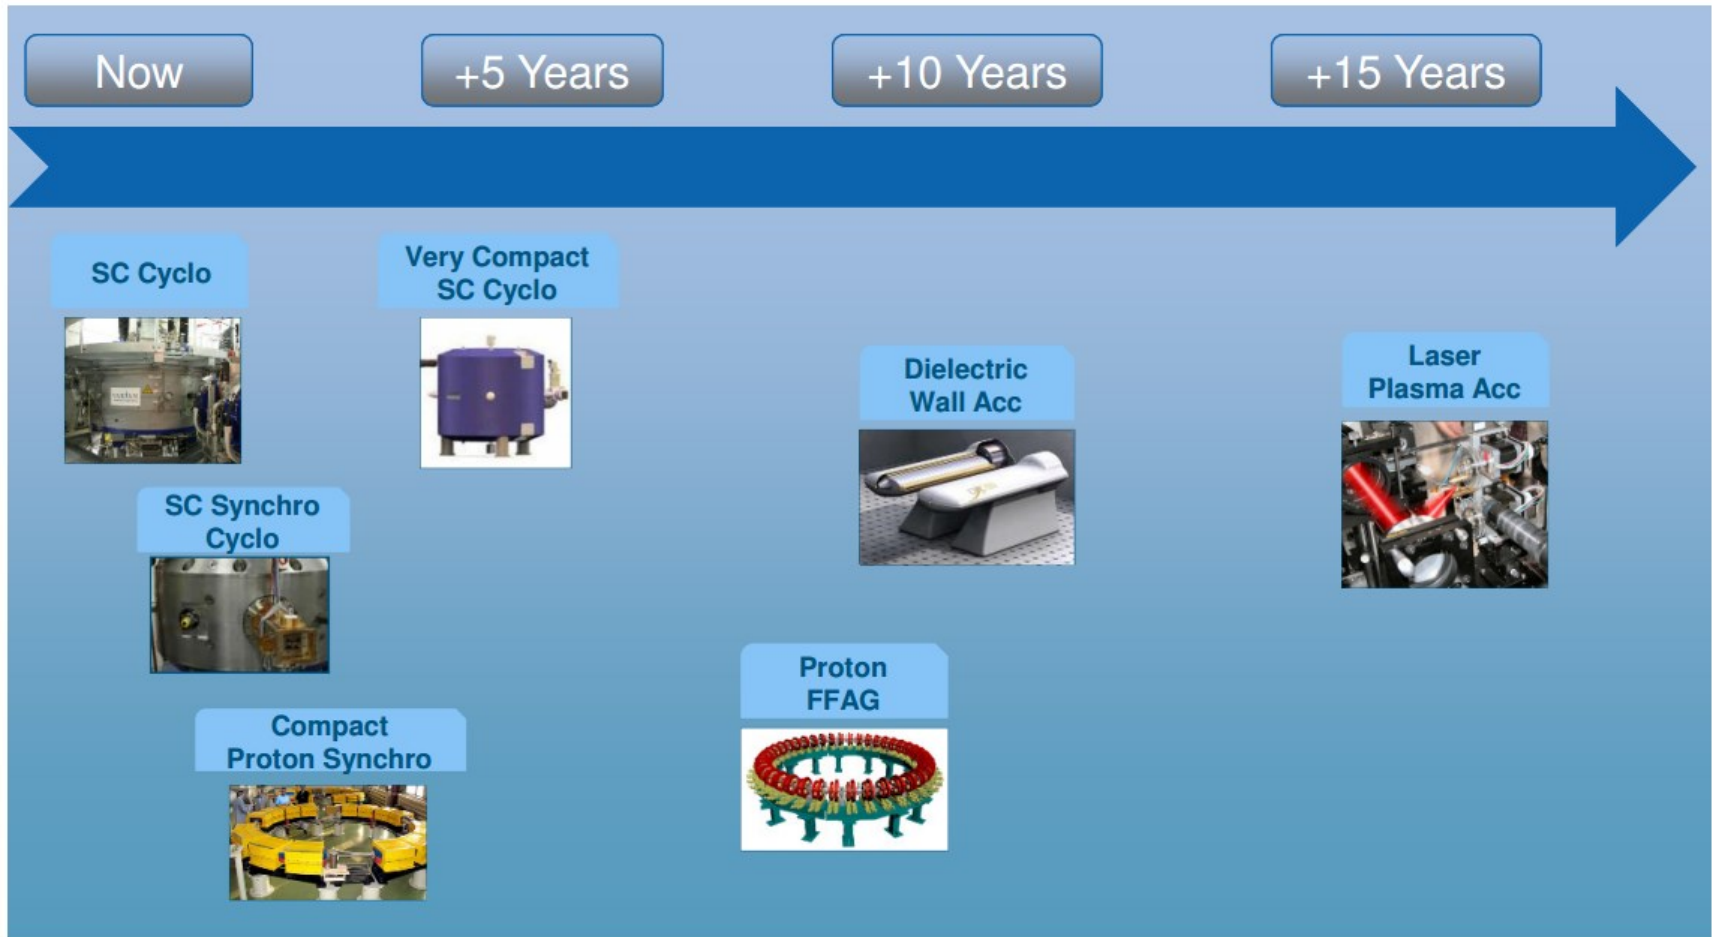 Now
+5 Years
+10 Years
+15 Years
SC Cyclo
Very Compact
SC Cyclo
SC Synchro
Cyclo
Compact
Proton Synchro
Dielectric
Wall Acc
Proton
FFAG
Laser
Plasma Acc